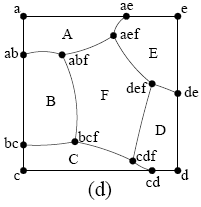 a ae e
A
aef
ab abf E
def de
B F
D
bc bcf
C cdf
c cd d
(d)